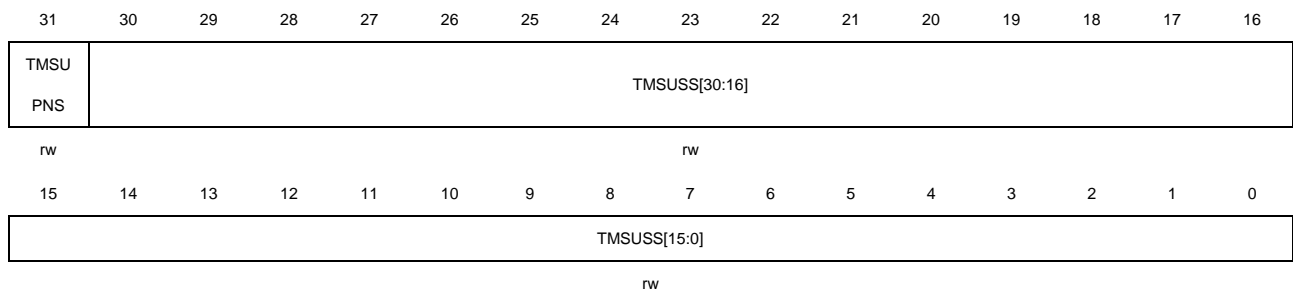 31 30 29 28 27 26 25 24 23 22 21 20 19 18 17 16
TMSU
PNS
TMSUSS[30:16]
rw rw
15 14 13 12 11 10 9 8 7 6 5 4 3 2 1 0
TMSUSS[15:0]
rw